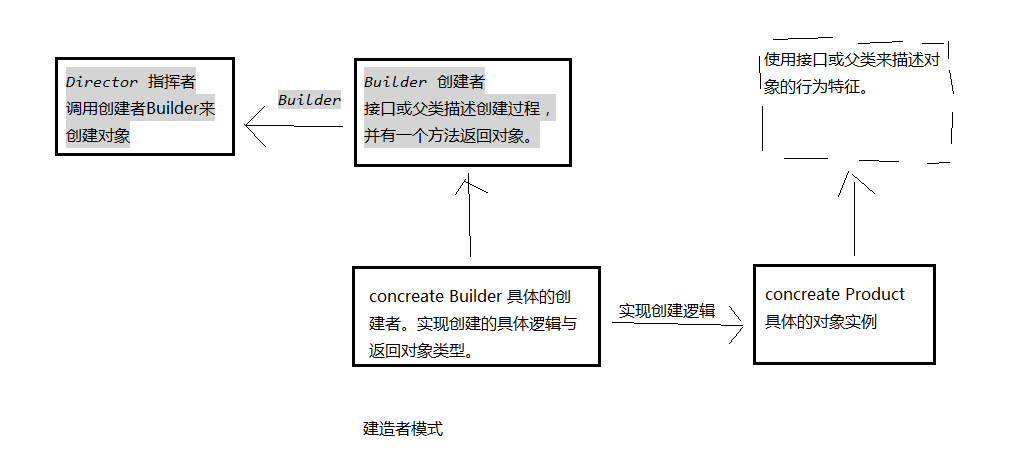 Director 指挥者
调用创建者Builder来
创建对象
Builder
Builder 创建者
接口或父类描述创建过程，
并有一个方法返回对象。
使用接口或父类来描述对
象的行为特征。
concreate Builder 具体的创
建者。实现创建的具体逻辑与
返回对象类型。
实现创建逻辑
concreate Product
具体的对象实例
建造者模式